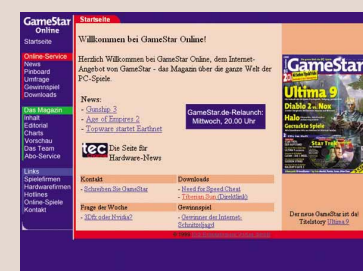 GameStar
Online
Startseite
Online-Service
News
Pinboard
Umfrage
Gewinnspiel
Downloads
Das Magazin
Inhalt
Editorial
Charts
Vorschau
Das Team
Abo-Service
Links
Spielefirmen
Hardwarefirmen
Hotlines
Online-Spiele
Kontakt
Startseite
Willkommen bei GameStar Online!
Herzlich Willkommen bei GameStar Online, dem Internet-
Angebot von GameStar - das Magazin über die ganze Welt der
PC-Spiele.
News:
- Gunship 3
- Age of Empires 2
- Topware startet Earthnet
GameStar.de-Relaunch:
Mittwoch, 20.00 Uhr
tec Die Seite für
Hardware-News
Kontakt
- Schreiben Sie GameStar
Downloads
- Need for Speed Cheat
- Tiberian Sun (Direktlink)
Frage der Woche
- 3Dfx oder Nvidia?
Gewinnspiel
- Gewinner der Internet-
Schnitzeljagd
GameStar
Ultima 9
Diablo 2 vs. Nox
Halo
Gerrackte Spiele
Star Trek
Der neue GameStar ist da!
Titelstory Ultima 9